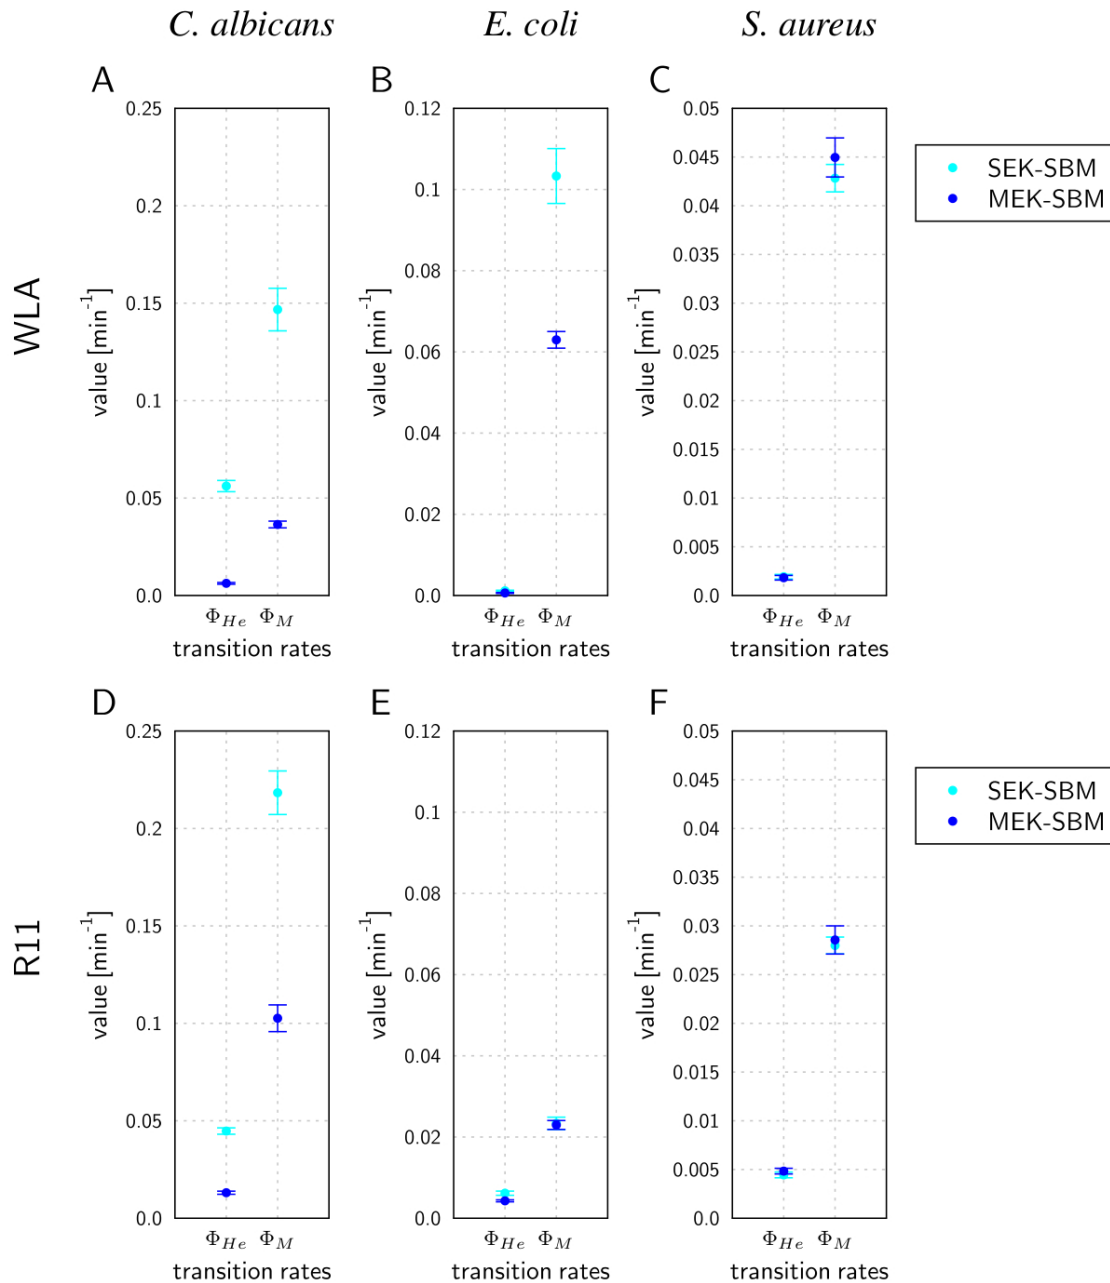 C. albicans E. coli S. aureus
A B C
WLA
value [min⁻¹]
0.25
0.2
0.15
0.1
0.05
0.0
Φ_He Φ_M
transition rates
value [min⁻¹]
0.12
0.1
0.08
0.06
0.04
0.02
0.0
Φ_He Φ_M
transition rates
value [min⁻¹]
0.05
0.045
0.04
0.035
0.03
0.025
0.02
0.015
0.01
0.005
0.0
Φ_He Φ_M
transition rates
SEK-SBM
MEK-SBM
D E F
R11
value [min⁻¹]
0.25
0.2
0.15
0.1
0.05
0.0
Φ_He Φ_M
transition rates
value [min⁻¹]
0.12
0.1
0.08
0.06
0.04
0.02
0.0
Φ_He Φ_M
transition rates
value [min⁻¹]
0.05
0.045
0.04
0.035
0.03
0.025
0.02
0.015
0.01
0.005
0.0
Φ_He Φ_M
transition rates
SEK-SBM
MEK-SBM